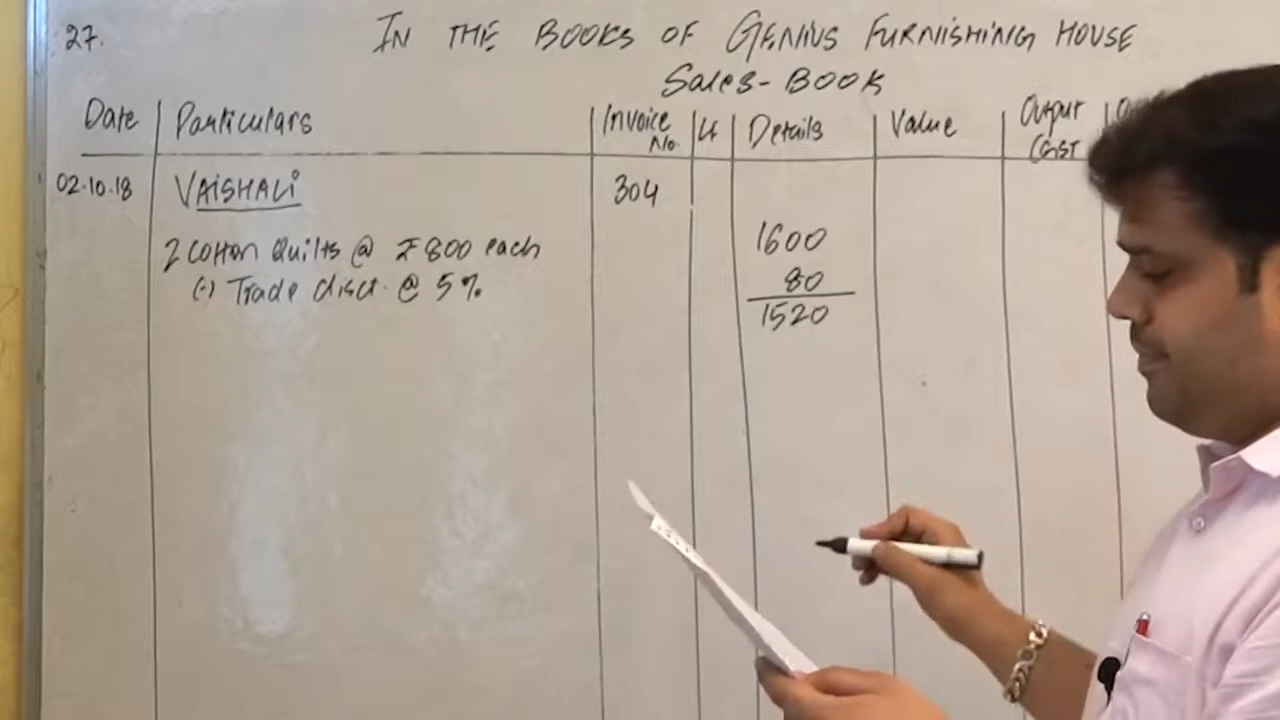 27.
IN THE BOOKS OF GENIUS FURNISHING HOUSE
Sales-BOOK
Date Particulars Invoice No. LF Details Value Output CGST
02.10.18 VAISHALI 304
2 Cotton Quilts @ ₹800 each 1600
(-) Trade disct. @ 5% 80
1520